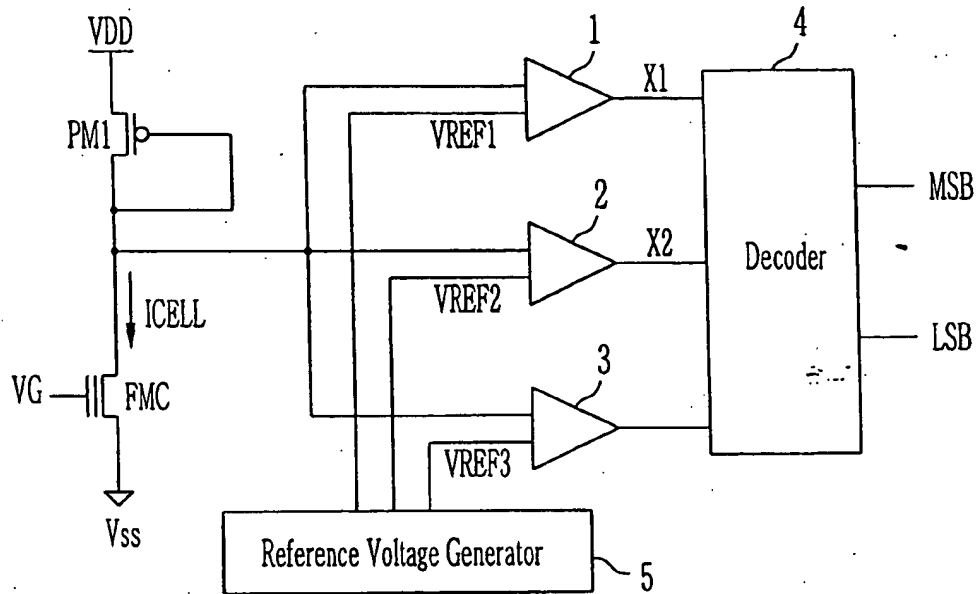 VDD
1
4
X1
PM1
VREF1
MSB
2
X2
Decoder
VREF2
ICELL
LSB
VG
FMC
3
VREF3
Vss
Reference Voltage Generator
5